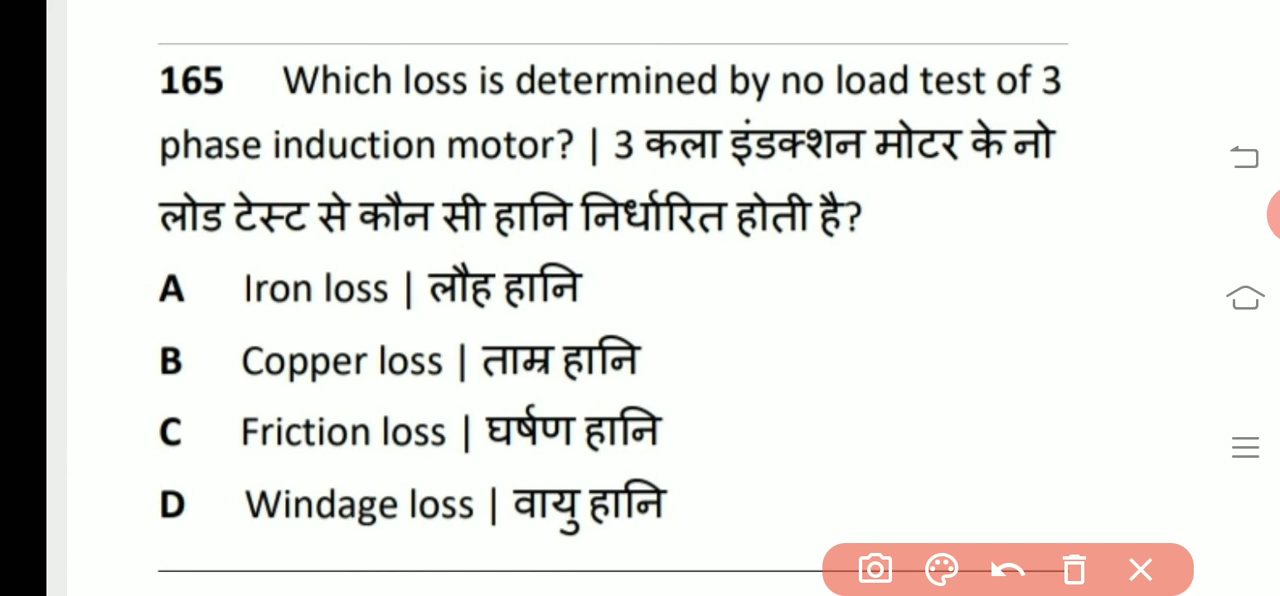 165 Which loss is determined by no load test of 3
phase induction motor? | 3 कला इंडक्शन मोटर के नो
लोड टेस्ट से कौन सी हानि निर्धारित होती है?
A Iron loss | लौह हानि
B Copper loss | ताम्र हानि
C Friction loss | घर्षण हानि
D Windage loss | वायु हानि